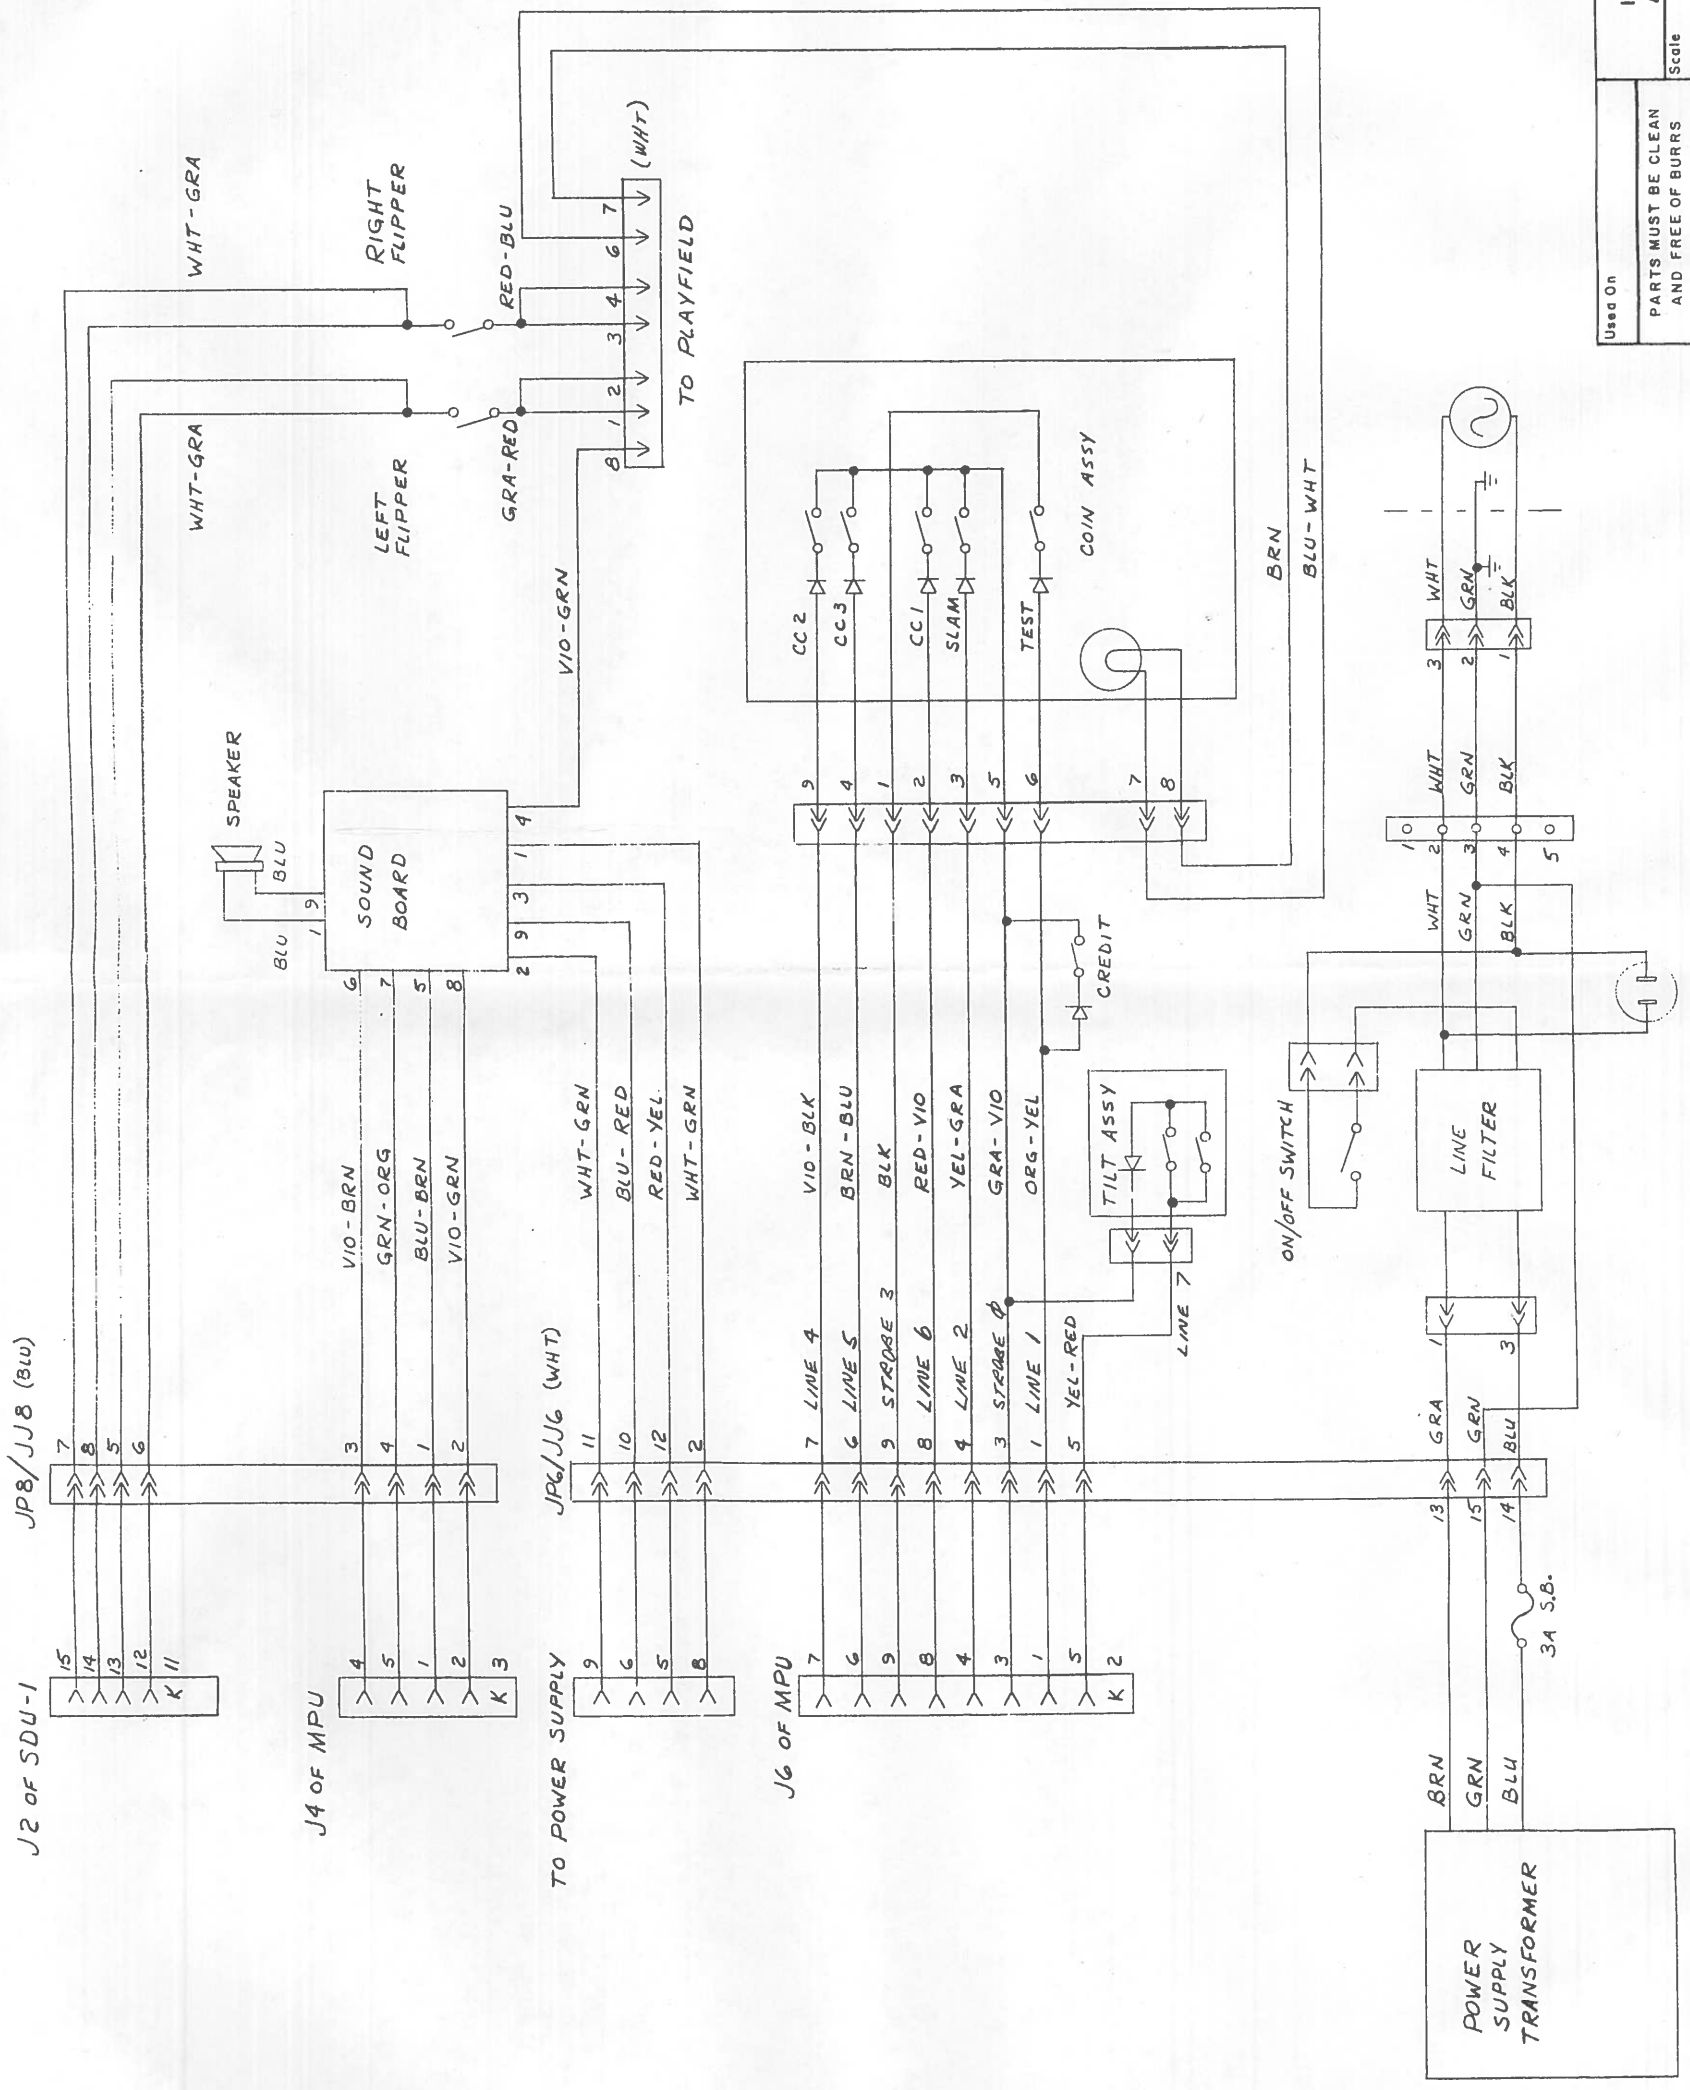 J2 OF SDU-1
15
14
13
12
K 11
JP8/JJ8 (BLU)
7
8
5
6
WHT-GRA
WHT-GRA
LEFT
FLIPPER
RIGHT
FLIPPER
GRA-RED
RED-BLU
SPEAKER
BLU
BLU
1
9
SOUND
BOARD
6
7
5
8
2
9
3
1
4
J4 OF MPU
4
5
1
2
K 3
3
4
1
2
VIO-BRN
GRN-ORG
BLU-BRN
VIO-GRN
VIO-GRN
8
1
2
3
4
6
7
(WHT)
TO PLAYFIELD
TO POWER SUPPLY
9
6
5
8
JP6/JJ6 (WHT)
11
10
12
2
WHT-GRN
BLU-RED
RED-YEL
WHT-GRN
J6 OF MPU
7
6
9
8
4
3
1
5
K 2
7 LINE 4 VIO-BLK
6 LINE 5 BRN-BLU
9 STROBE 3 BLK
8 LINE 6 RED-VIO
4 LINE 2 YEL-GRA
3 STROBE Ø GRA-VIO
1 LINE 1 ORG-YEL
5 YEL-RED
LINE 7
TILT ASSY
CREDIT
9
4
1
2
3
5
6
7
8
CC2
CC3
CC1
SLAM
TEST
COIN ASSY
BRN
BLU-WHT
POWER
SUPPLY
TRANSFORMER
BRN
GRN
BLU
3A S.B.
13
15
14
GRA
GRN
BLU
1
3
ON/OFF SWITCH
LINE
FILTER
WHT
GRN
BLK
1
2
3
4
5
WHT
GRN
BLK
3
2
1
WHT
GRN
BLK
Used On
PARTS MUST BE CLEAN
AND FREE OF BURRS
Scale